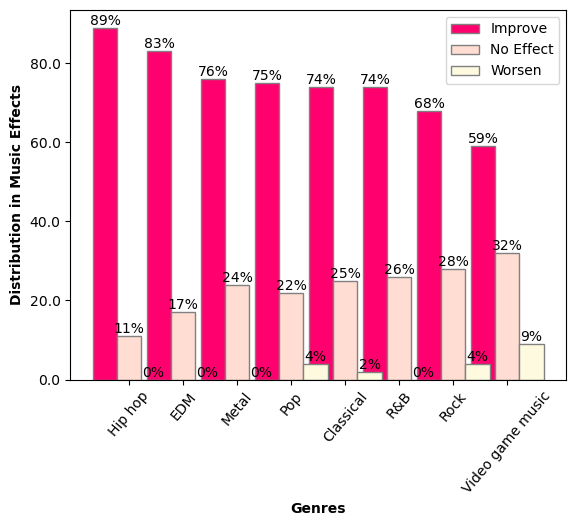 89%
83%
76%
75%
74%
74%
68%
59%
11%
17%
24%
22%
25%
26%
28%
32%
0%
0%
0%
4%
2%
0%
4%
9%
Improve
No Effect
Worsen
80.0
60.0
40.0
20.0
0.0
Distribution in Music Effects
Hip hop
EDM
Metal
Pop
Classical
R&B
Rock
Video game music
Genres